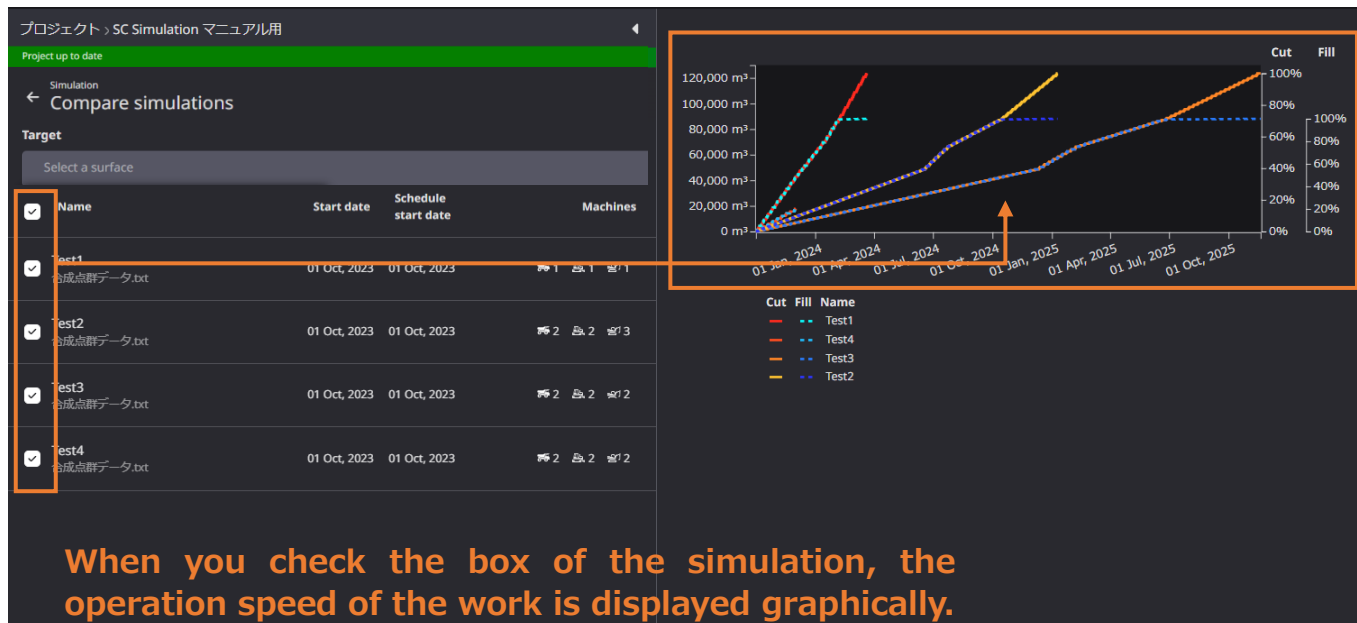 プロジェクト › SC Simulation マニュアル用
Project up to date
Simulation
← Compare simulations
Target
Select a surface
Name Start date Schedule start date Machines
Test1 01 Oct, 2023 01 Oct, 2023 1 1 1
合成点群データ.txt
Test2 01 Oct, 2023 01 Oct, 2023 2 2 3
合成点群データ.txt
Test3 01 Oct, 2023 01 Oct, 2023 2 2 2
合成点群データ.txt
Test4 01 Oct, 2023 01 Oct, 2023 2 2 2
合成点群データ.txt
When you check the box of the simulation, the
operation speed of the work is displayed graphically.
Cut Fill
120,000 m³
100,000 m³
80,000 m³
60,000 m³
40,000 m³
20,000 m³
0 m³
100%
80%
60%
40%
20%
0%
100%
80%
60%
40%
20%
0%
01 Jan, 2024
01 Apr, 2024
01 Jul, 2024
01 Oct, 2024
01 Jan, 2025
01 Apr, 2025
01 Jul, 2025
01 Oct, 2025
Cut Fill Name
Test1
Test4
Test3
Test2